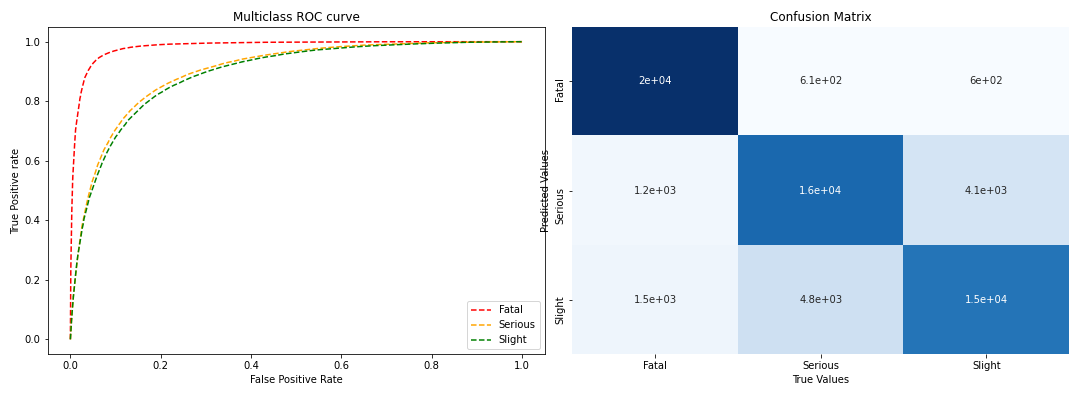 Multiclass ROC curve
True Positive rate
1.0
0.8
0.6
0.4
0.2
0.0
0.0 0.2 0.4 0.6 0.8 1.0
False Positive Rate
Fatal
Serious
Slight
Confusion Matrix
Predicted Values
Fatal
2e+04 6.1e+02 6e+02
Serious
1.2e+03 1.6e+04 4.1e+03
Slight
1.5e+03 4.8e+03 1.5e+04
Fatal Serious Slight
True Values